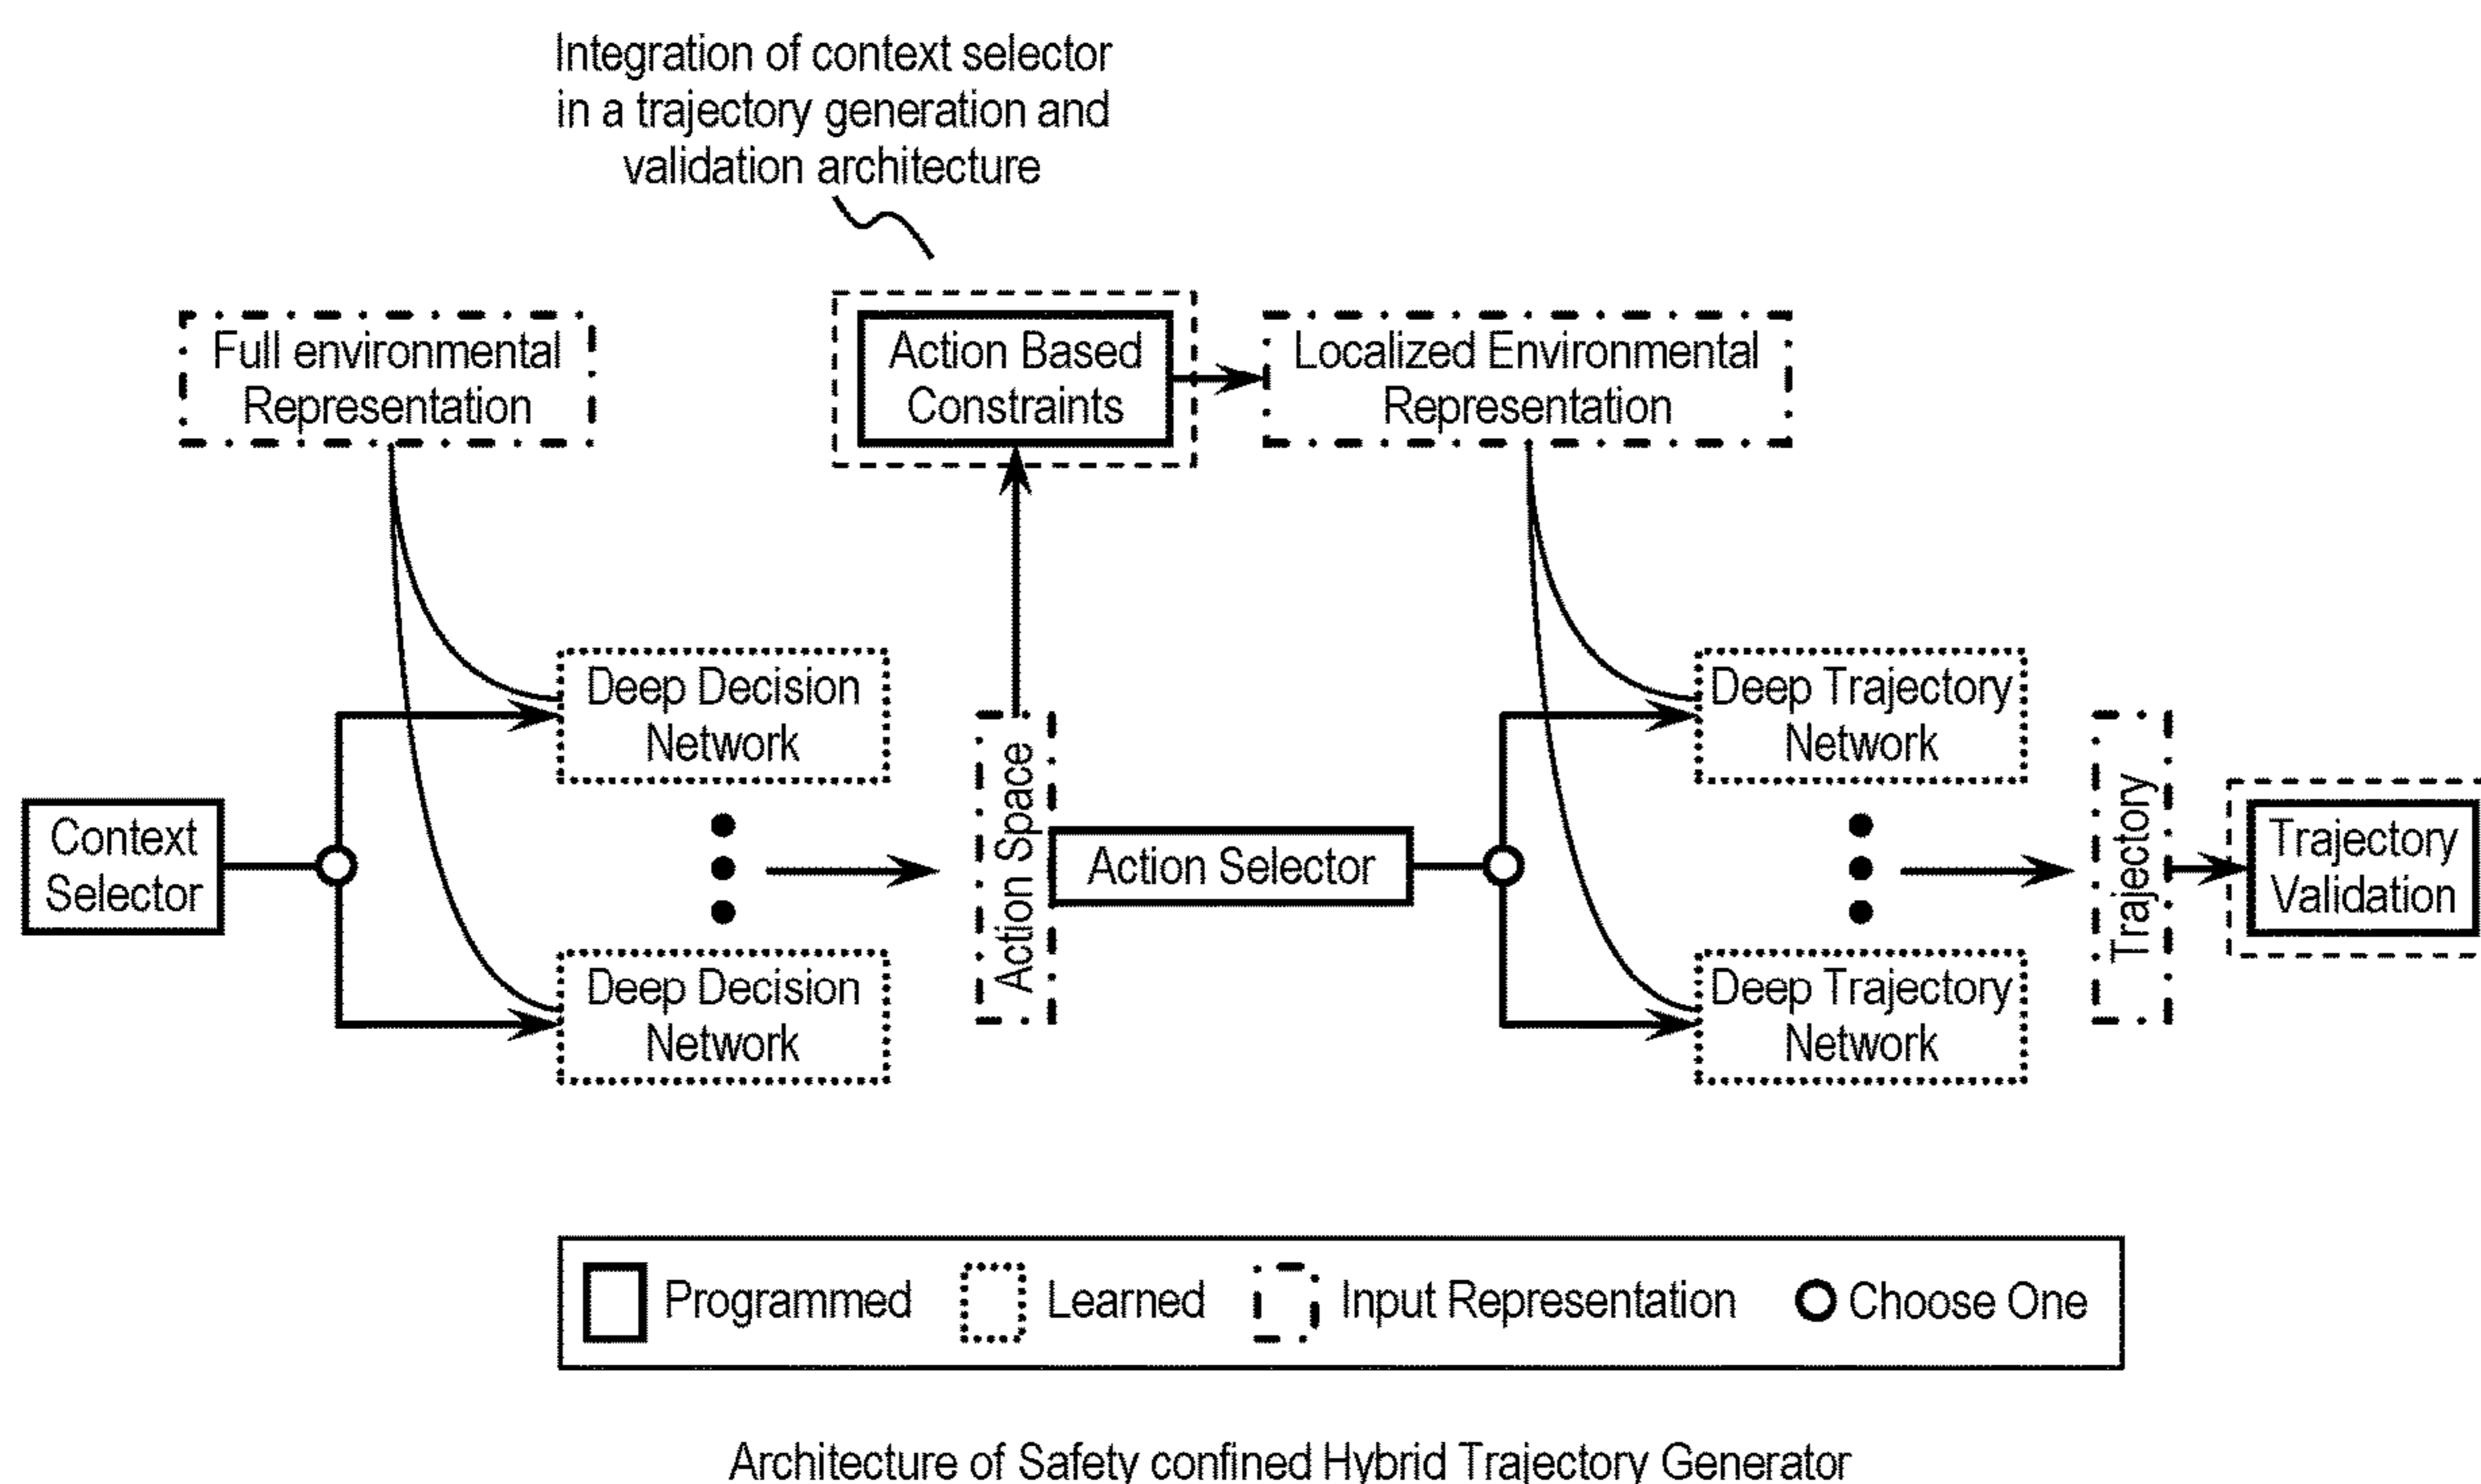 Integration of context selector
in a trajectory generation and
validation architecture
Full environmental
Representation
Action Based
Constraints
Localized Environmental
Representation
Deep Decision
Network
Deep Trajectory
Network
Context
Selector
Action Space
Action Selector
Trajectory
Trajectory
Validation
Deep Decision
Network
Deep Trajectory
Network
Programmed
Learned
Input Representation
Choose One
Architecture of Safety confined Hybrid Trajectory Generator